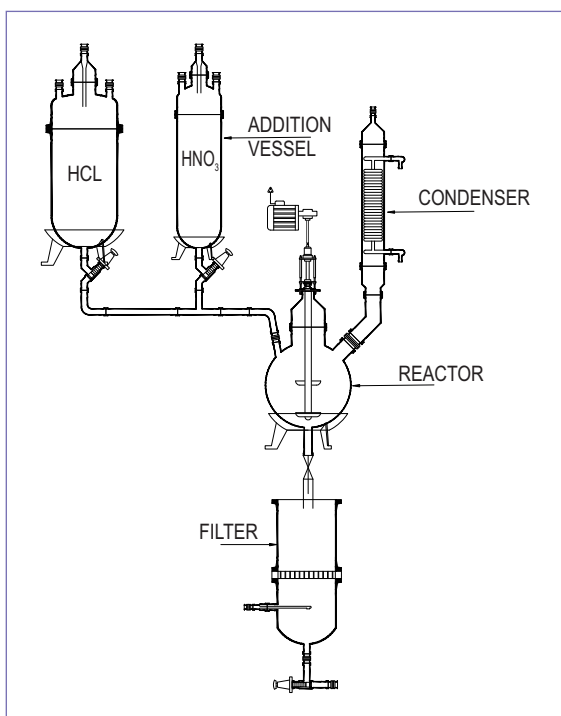 HCL
HNO₃
ADDITION
VESSEL
CONDENSER
REACTOR
FILTER